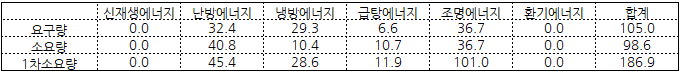 신재생에너지 난방에너지 냉방에너지 급탕에너지 조명에너지 환기에너지 합계
요구량 0.0 32.4 29.3 6.6 36.7 0.0 105.0
소요량 0.0 40.8 10.4 10.7 36.7 0.0 98.6
1차소요량 0.0 45.4 28.6 11.9 101.0 0.0 186.9